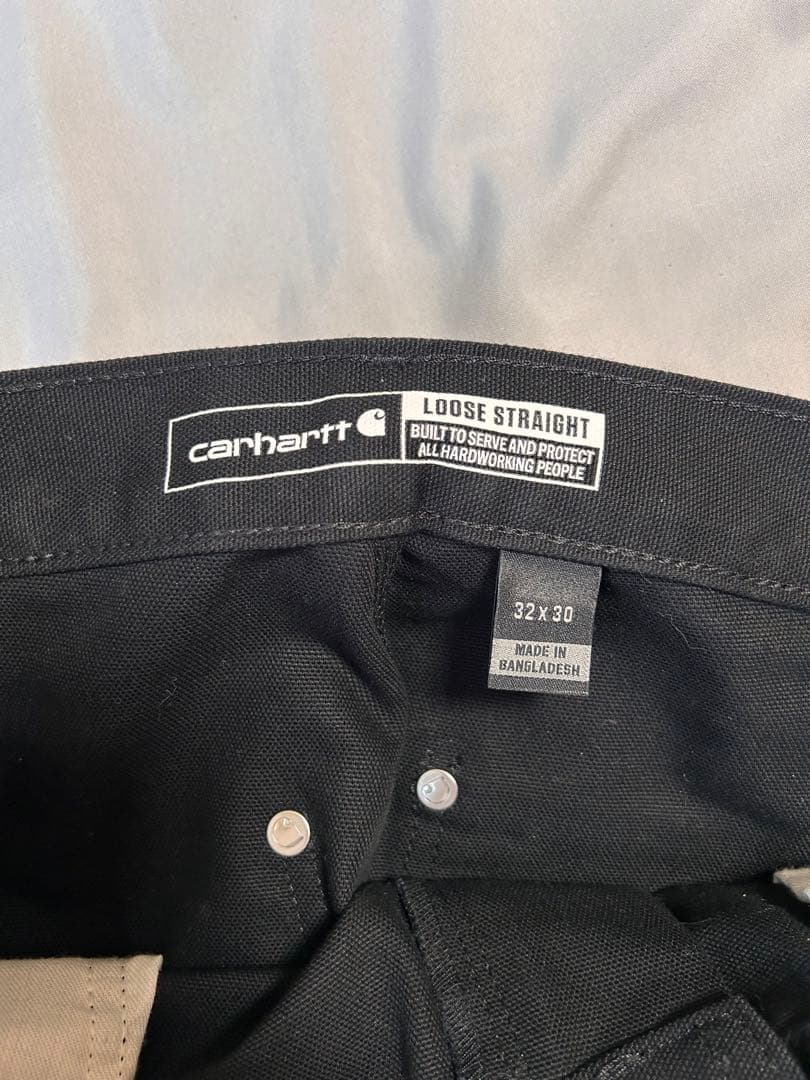 carhartt
LOOSE STRAIGHT
BUILT TO SERVE AND PROTECT
ALL HARDWORKING PEOPLE
32 X 30
MADE IN
BANGLADESH